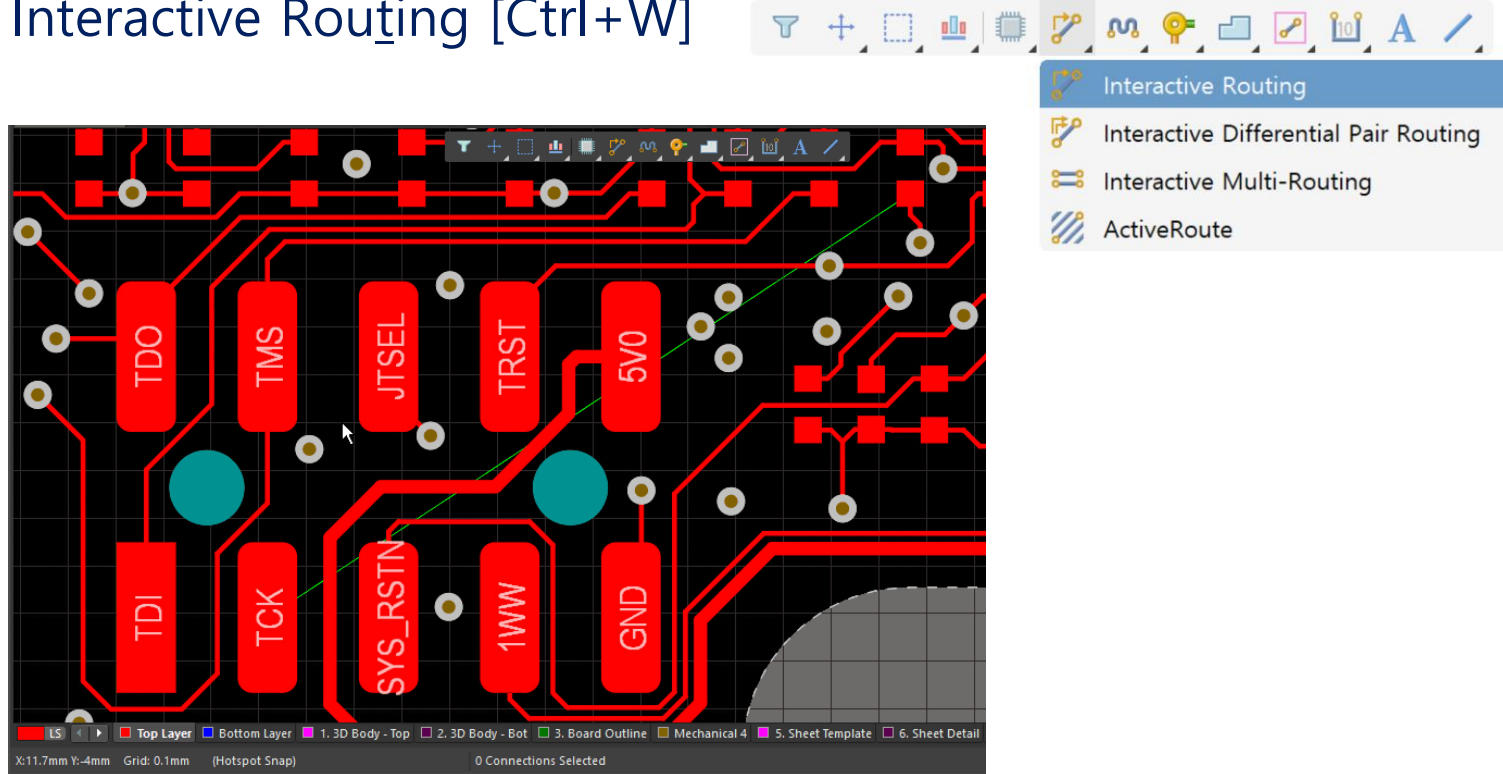 Interactive Routing [Ctrl+W]
10
A
Interactive Routing
Interactive Differential Pair Routing
Interactive Multi-Routing
ActiveRoute
10
A
TDO
TMS
JTSEL
TRST
5V0
TDI
TCK
SYS_RSTN
1WW
GND
LS
Top Layer
Bottom Layer
1. 3D Body - Top
2. 3D Body - Bot
3. Board Outline
Mechanical 4
5. Sheet Template
6. Sheet Detail
X:11.7mm Y:-4mm Grid: 0.1mm (Hotspot Snap)
0 Connections Selected